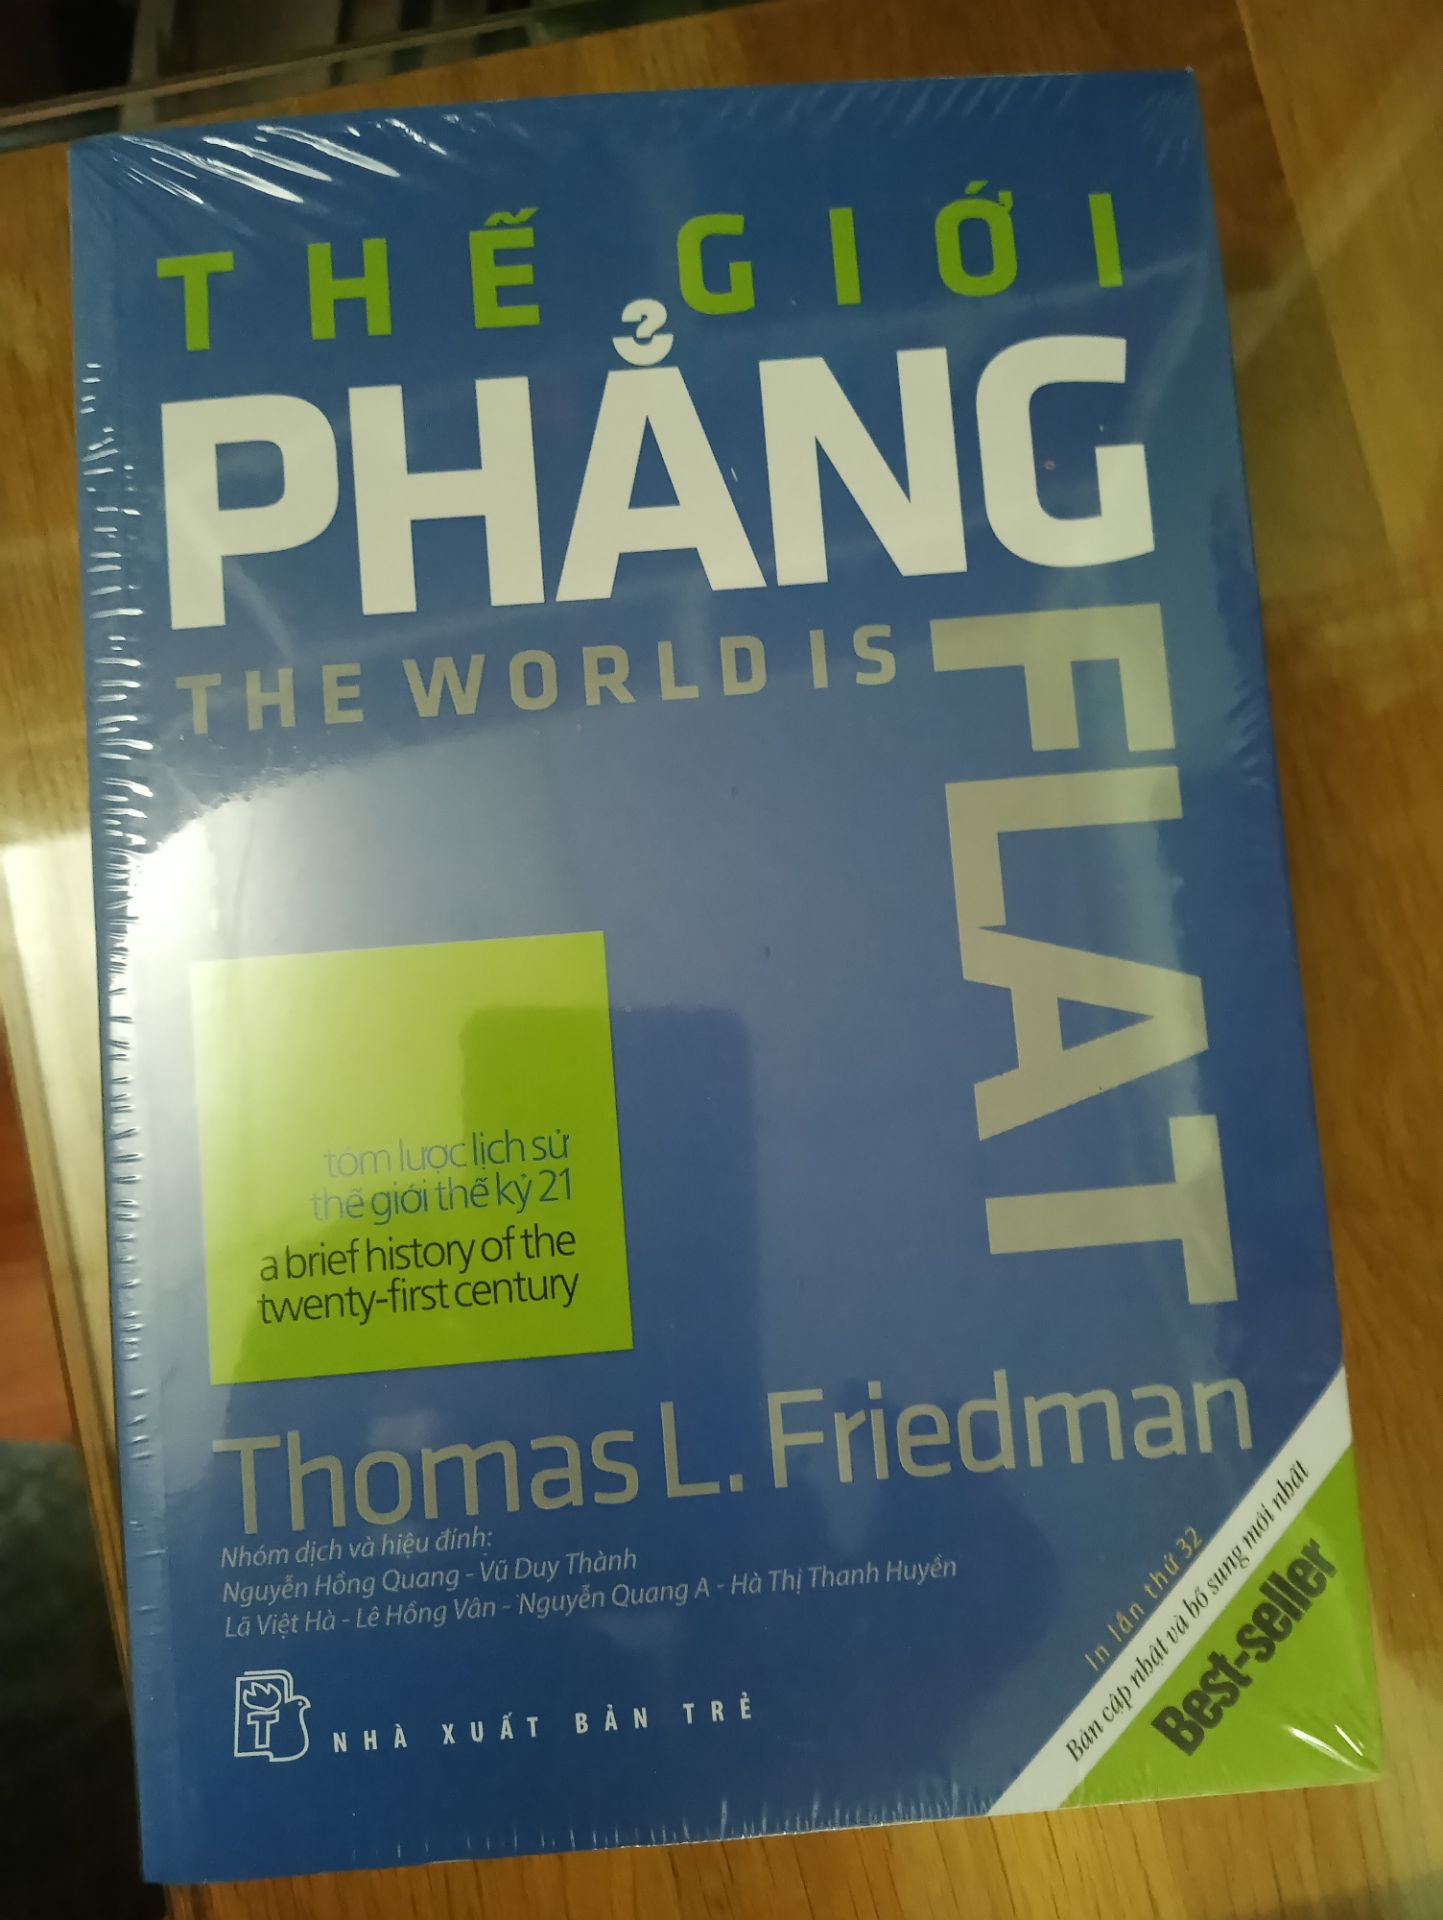 THẾ GIỚI
PHẲNG
THE WORLD IS
FLAT
tóm lược lịch sử
thế giới thế kỷ 21
a brief history of the
twenty-first century
Thomas L. Friedman
Nhóm dịch và hiệu đính:
Nguyễn Hồng Quang - Vũ Duy Thành
Lã Việt Hà - Lê Hồng Vân - Nguyễn Quang A - Hà Thị Thanh Huyền
NHÀ XUẤT BẢN TRẺ
In lần thứ 32
Bản cập nhật và bổ sung mới nhất
Best-seller